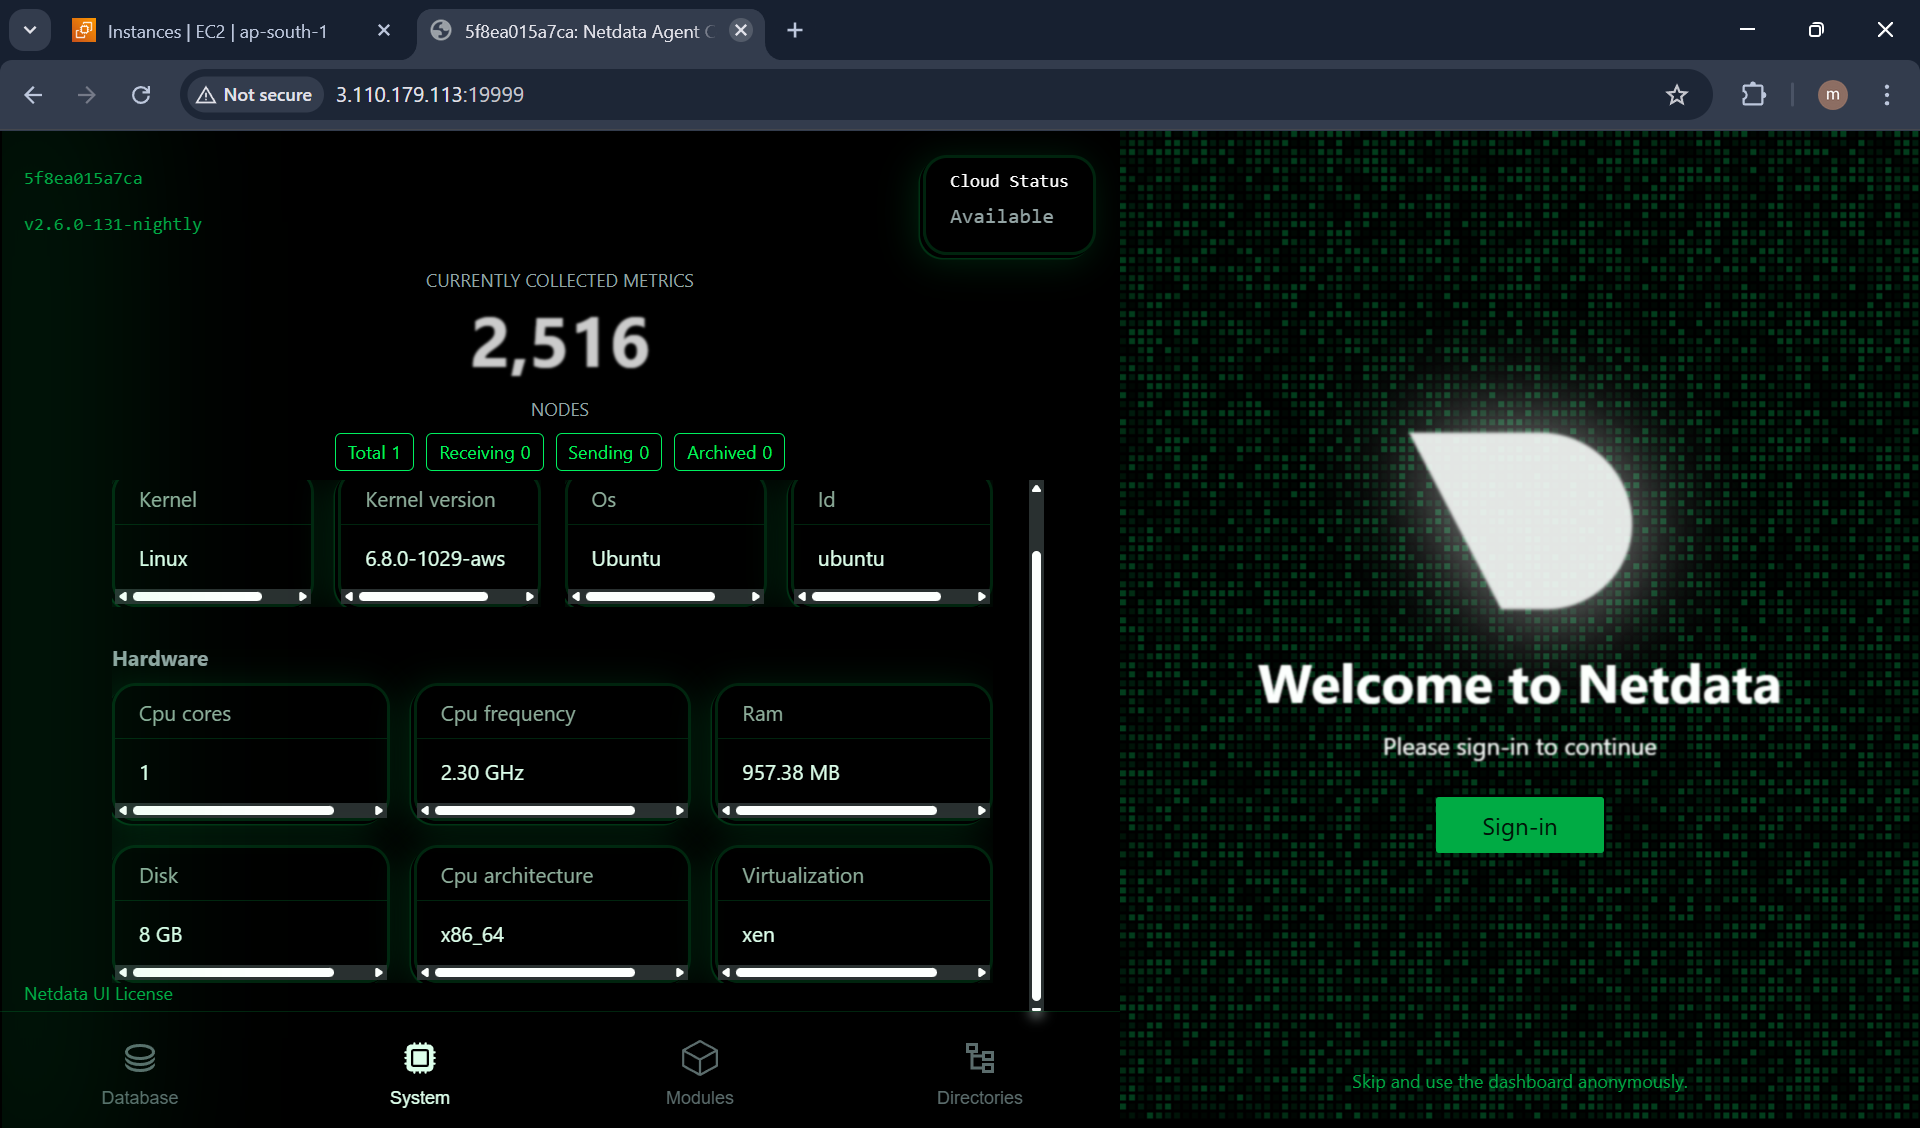 Instances | EC2 | ap-south-1
5f8ea015a7ca: Netdata Agent
Not secure
3.110.179.113:19999
m
5f8ea015a7ca
v2.6.0-131-nightly
Cloud Status
Available
CURRENTLY COLLECTED METRICS
2,516
NODES
Total 1
Receiving 0
Sending 0
Archived 0
Kernel
Linux
Kernel version
6.8.0-1029-aws
Os
Ubuntu
Id
ubuntu
Hardware
Cpu cores
1
Cpu frequency
2.30 GHz
Ram
957.38 MB
Disk
8 GB
Cpu architecture
x86_64
Virtualization
xen
Netdata UI License
Database
System
Modules
Directories
Welcome to Netdata
Please sign-in to continue
Sign-in
Skip and use the dashboard anonymously.